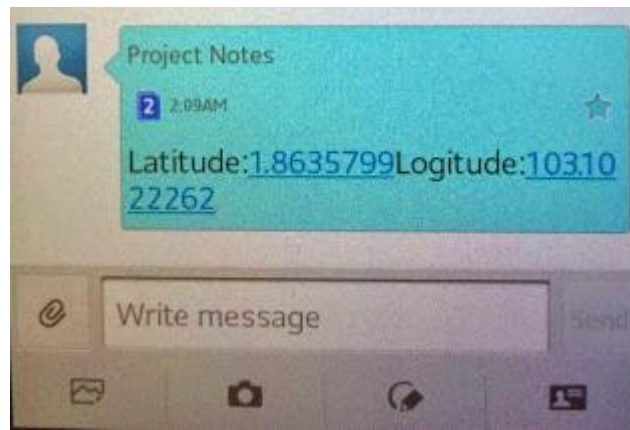 Project Notes
2 2:09AM
Latitude:1.8635799Logitude:103.10
22262
Write message
Send